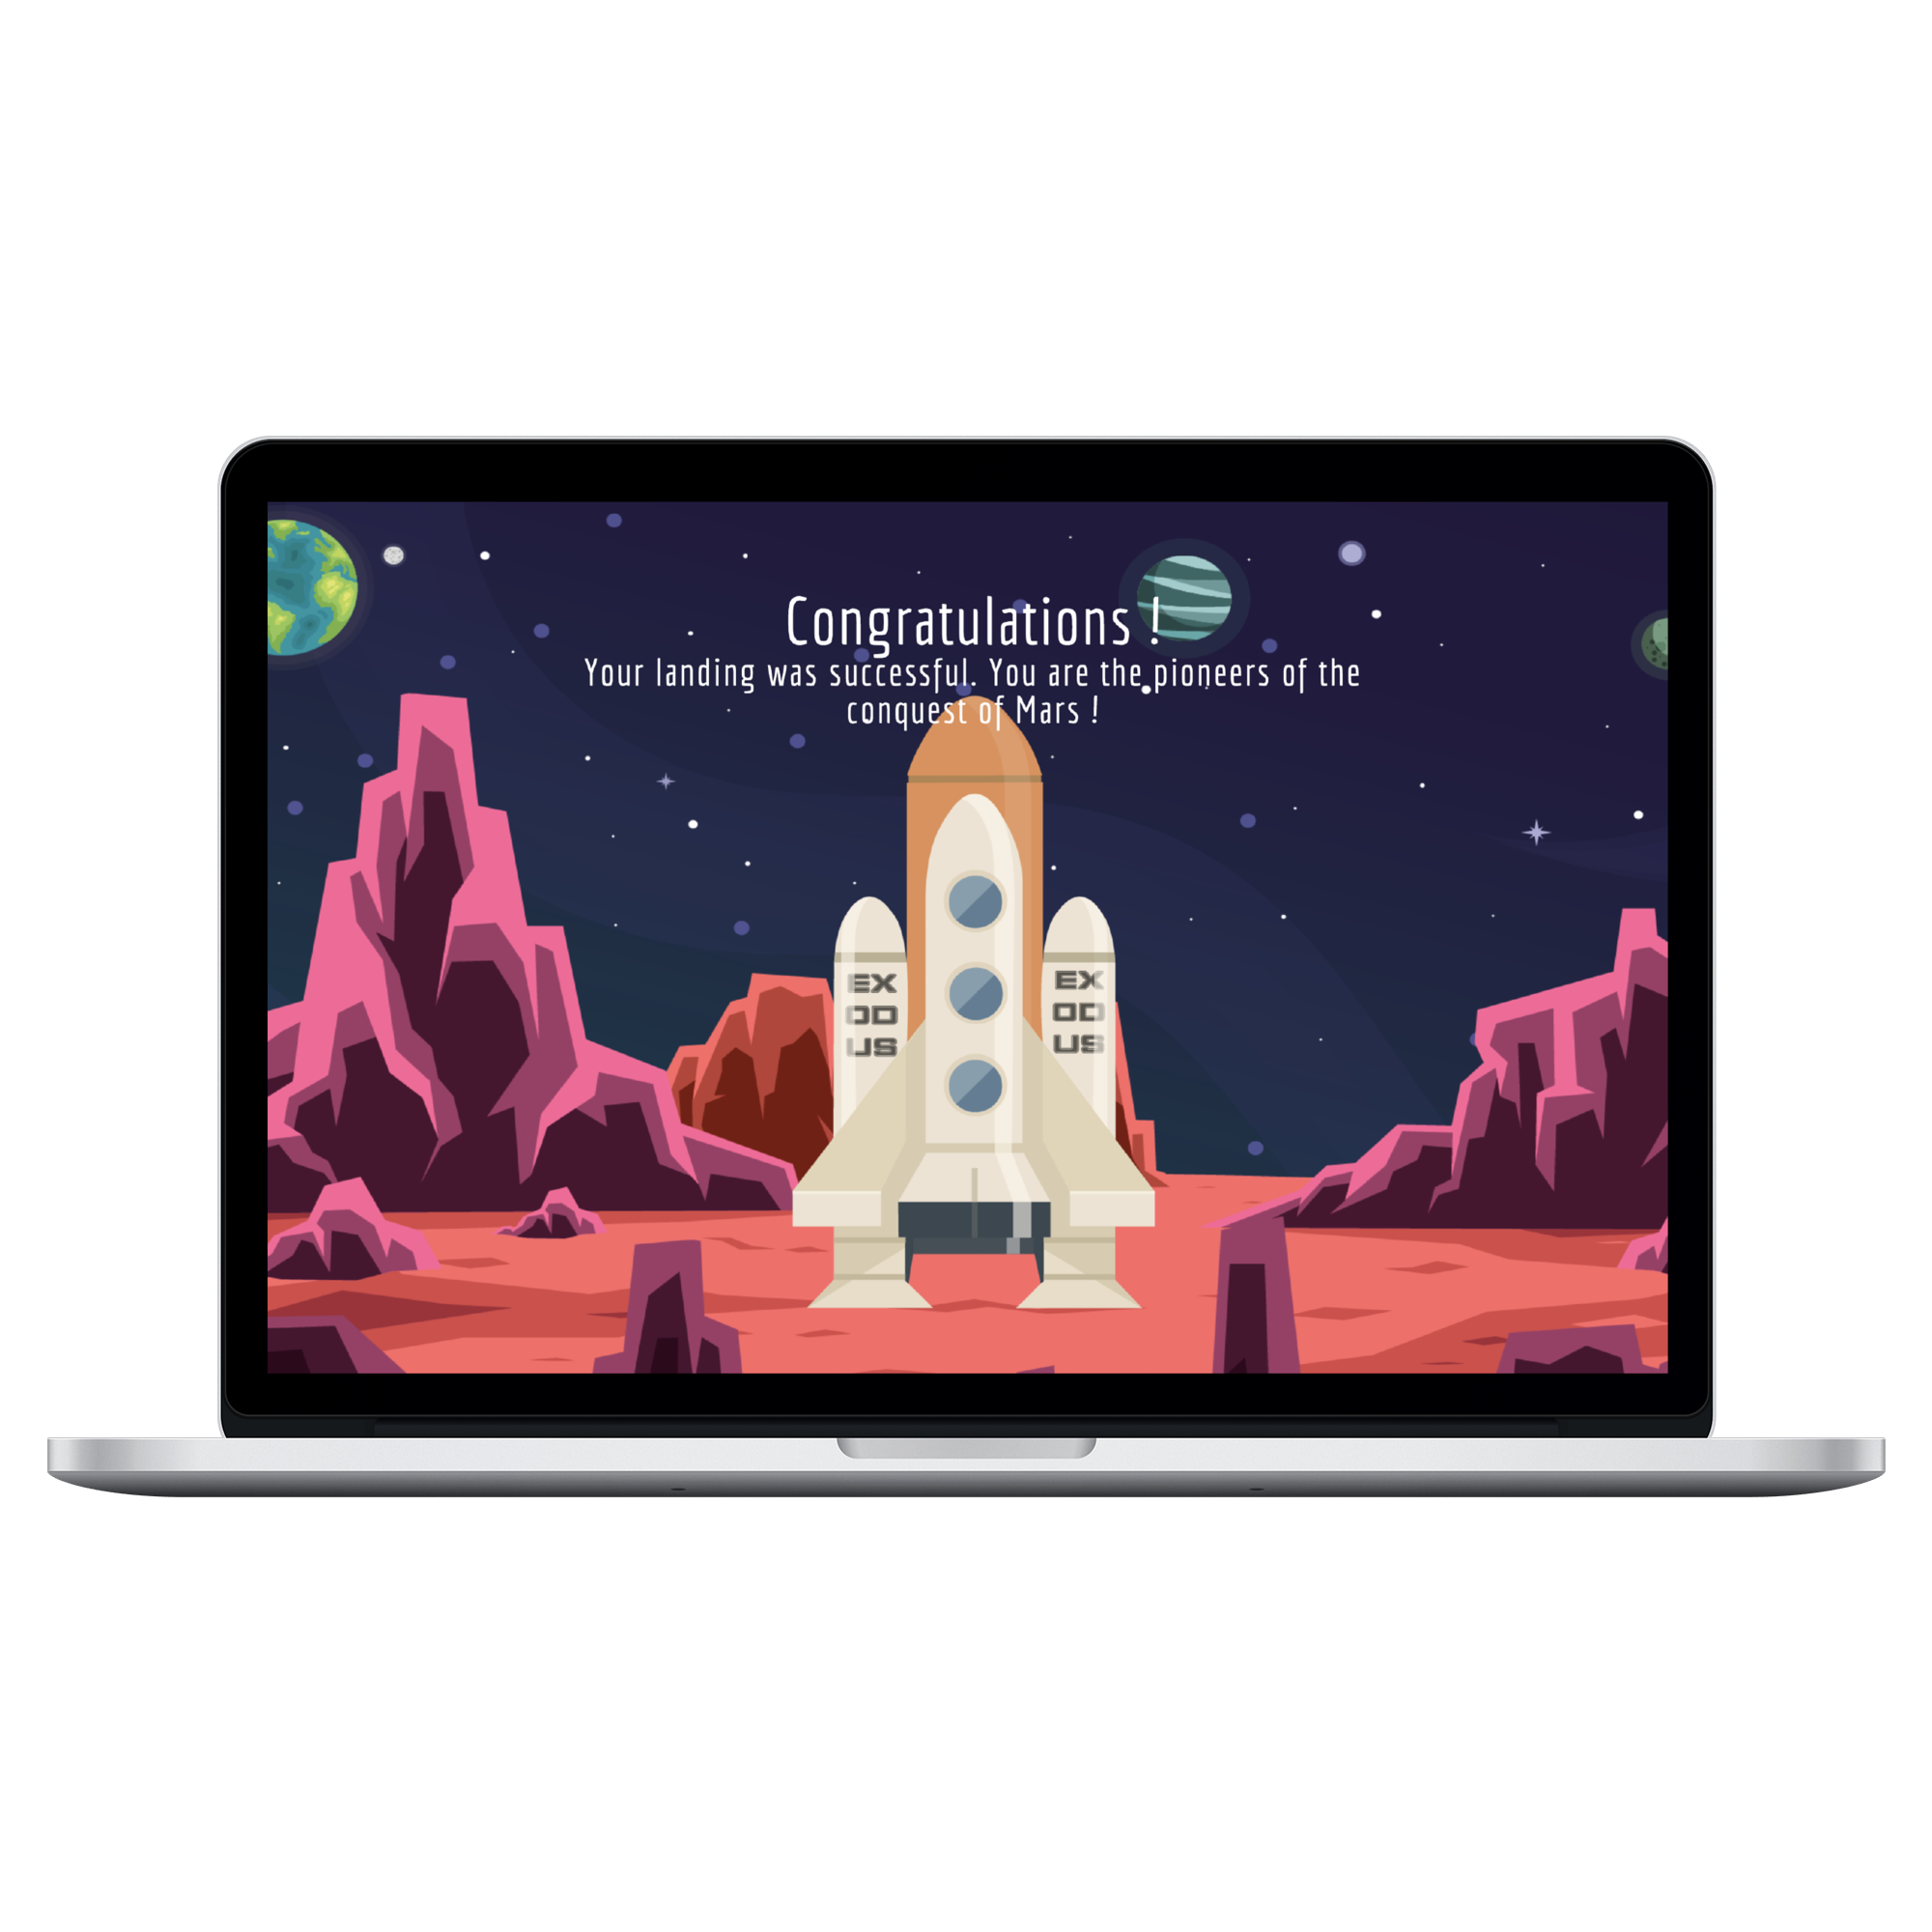 Congratulations !
Your landing was successful. You are the pioneers of the
conquest of Mars !
EX
OD
US
EX
OD
US